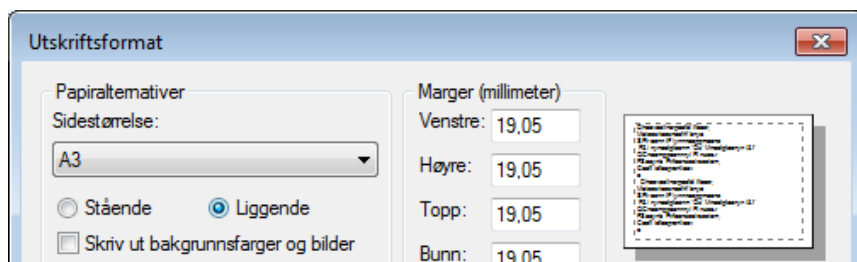 Utskriftsformat
Papiralternativer
Sidestørrelse:
A3
Stående
Liggende
Skriv ut bakgrunnsfarger og bilder
Marger (millimeter)
Venstre: 19,05
Høyre: 19,05
Topp: 19,05
Bunn: 19,05